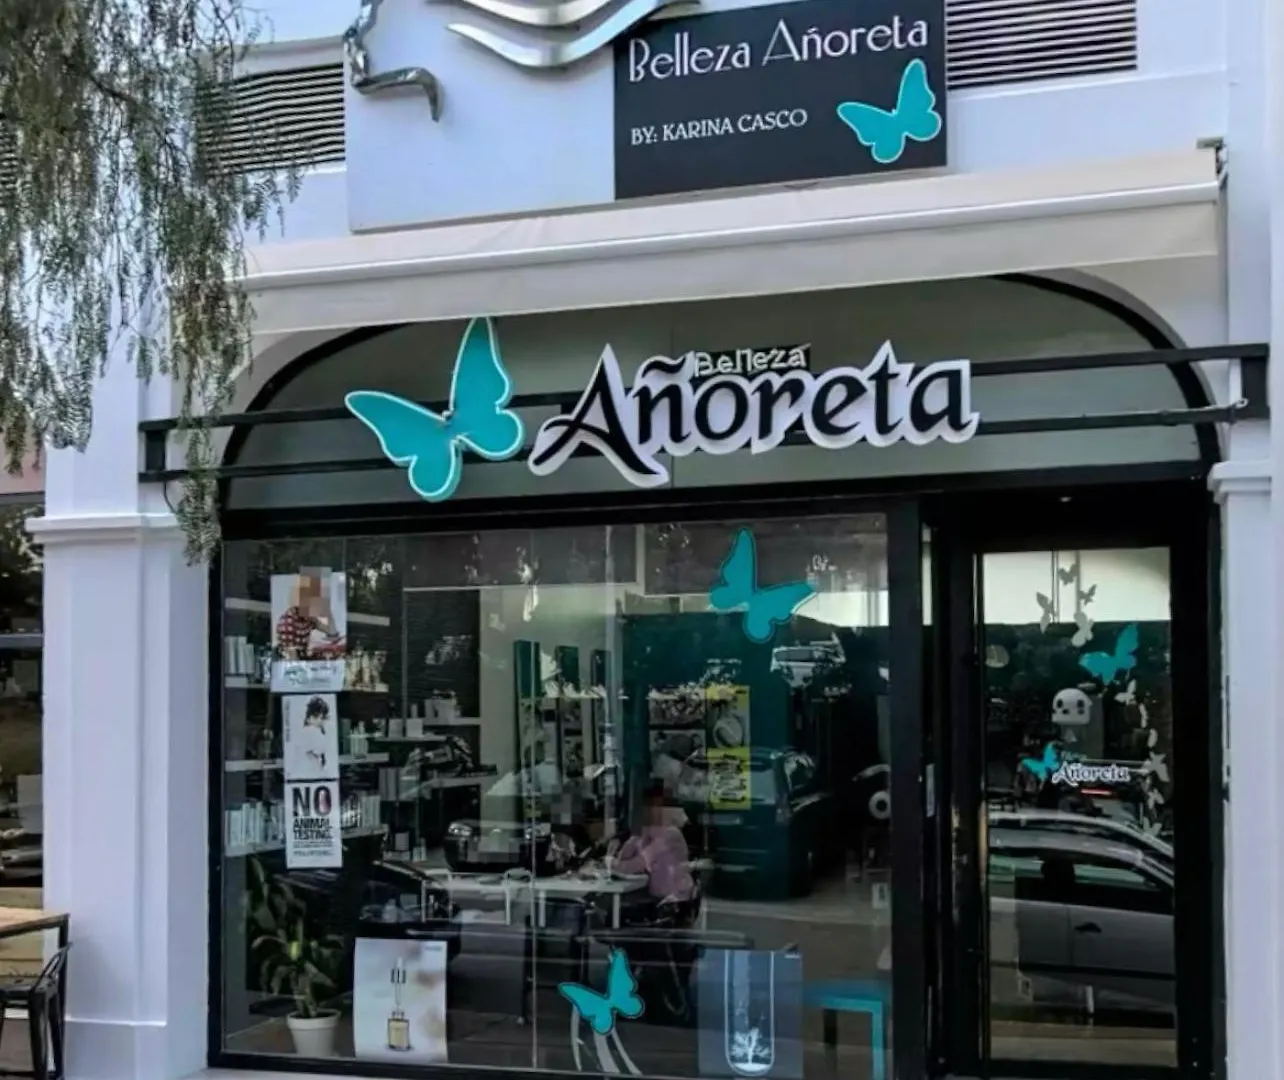 Belleza Añoreta
BY: KARINA CASCO
Belleza
Añoreta
NO
ANIMAL
TESTING.
Añoreta